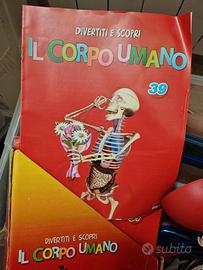 DIVERTITI E SCOPRI
IL CORPO UMANO
39
DIVERTITI E SCOPRI
IL CORPO UMANO
subito